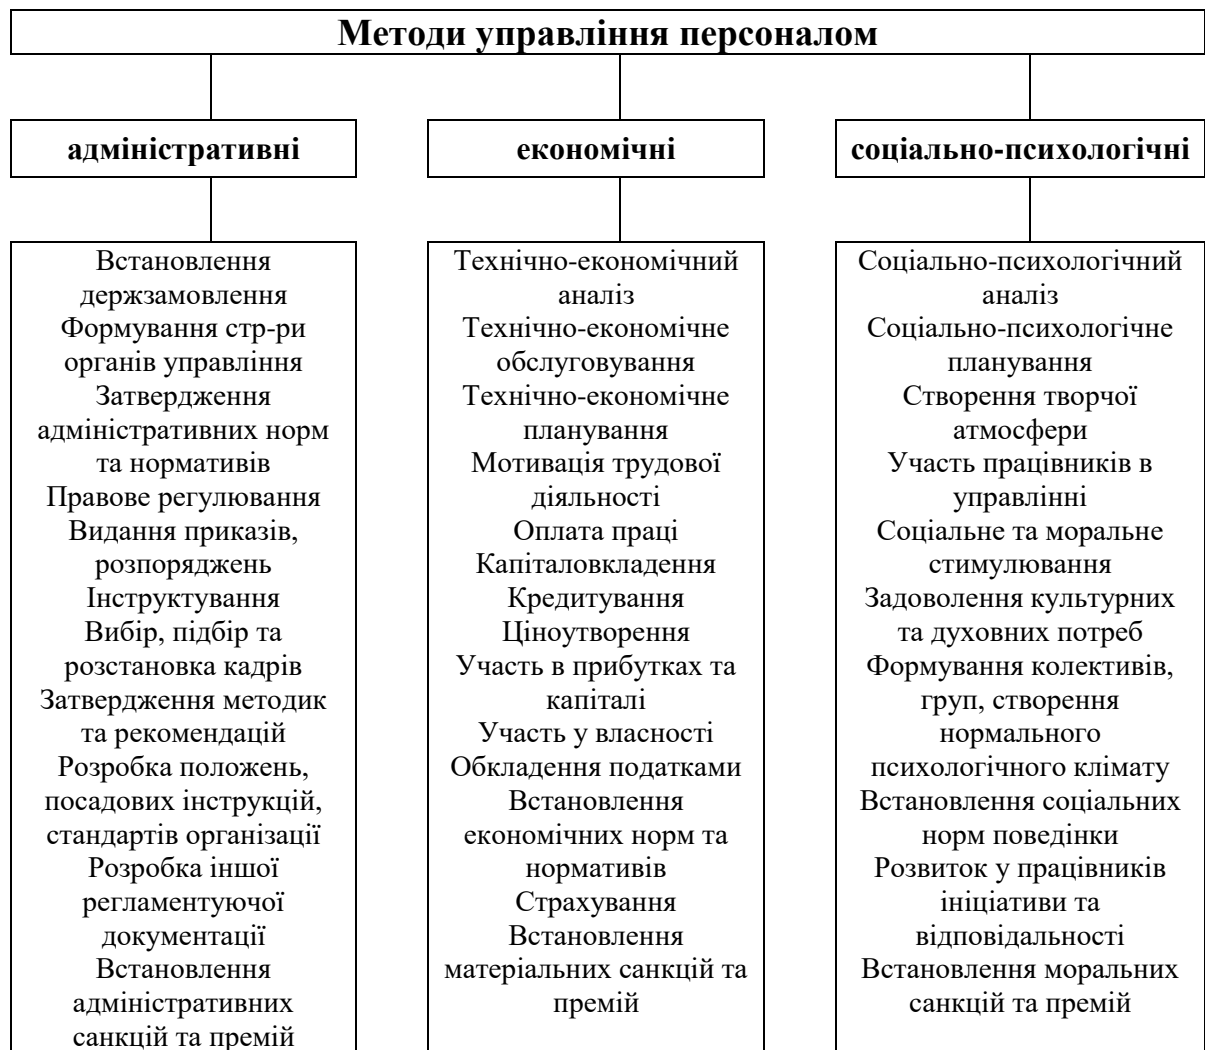 Методи управління персоналом
адміністративні
економічні
соціально-психологічні
Встановлення
держзамовлення
Формування стр-ри
органів управління
Затвердження
адміністративних норм
та нормативів
Правове регулювання
Видання приказів,
розпоряджень
Інструктування
Вибір, підбір та
розстановка кадрів
Затвердження методик
та рекомендацій
Розробка положень,
посадових інструкцій,
стандартів організації
Розробка іншої
регламентуючої
документації
Встановлення
адміністративних
санкцій та премій
Технічно-економічний
аналіз
Технічно-економічне
обслуговування
Технічно-економічне
планування
Мотивація трудової
діяльності
Оплата праці
Капіталовкладення
Кредитування
Ціноутворення
Участь в прибутках та
капіталі
Участь у власності
Обкладення податками
Встановлення
економічних норм та
нормативів
Страхування
Встановлення
матеріальних санкцій та
премій
Соціально-психологічний
аналіз
Соціально-психологічне
планування
Створення творчої
атмосфери
Участь працівників в
управлінні
Соціальне та моральне
стимулювання
Задоволення культурних
та духовних потреб
Формування колективів,
груп, створення
нормального
психологічного клімату
Встановлення соціальних
норм поведінки
Розвиток у працівників
ініціативи та
відповідальності
Встановлення моральних
санкцій та премій